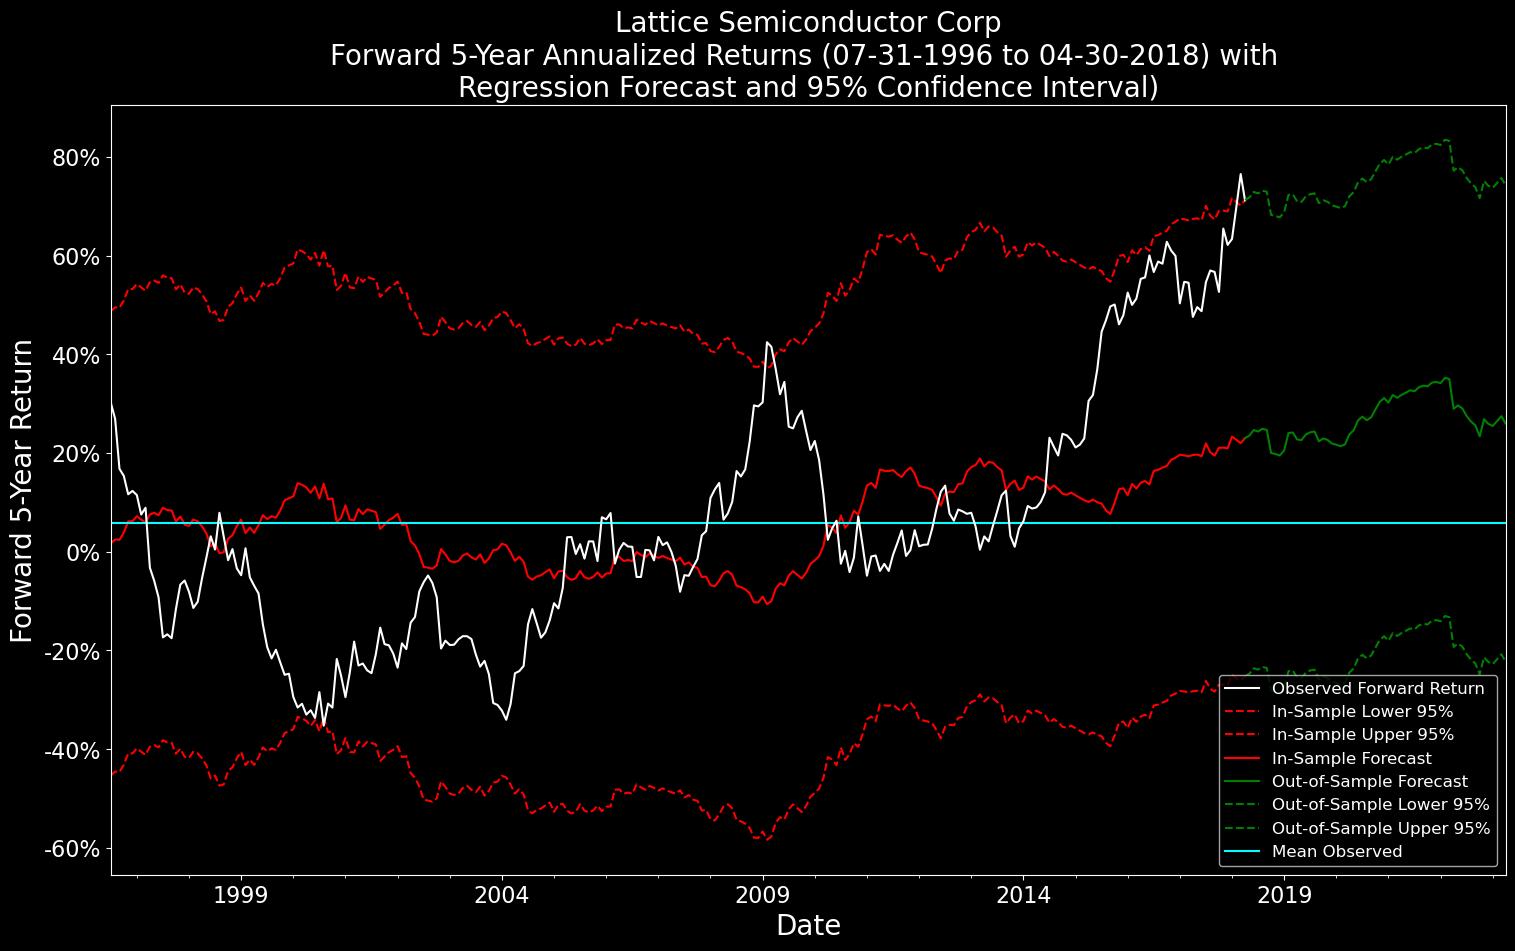 Lattice Semiconductor Corp
Forward 5-Year Annualized Returns (07-31-1996 to 04-30-2018) with
Regression Forecast and 95% Confidence Interval)
Forward 5-Year Return
80%
60%
40%
20%
0%
-20%
-40%
-60%
Observed Forward Return
In-Sample Lower 95%
In-Sample Upper 95%
In-Sample Forecast
Out-of-Sample Forecast
Out-of-Sample Lower 95%
Out-of-Sample Upper 95%
Mean Observed
1999 2004 2009 2014 2019
Date